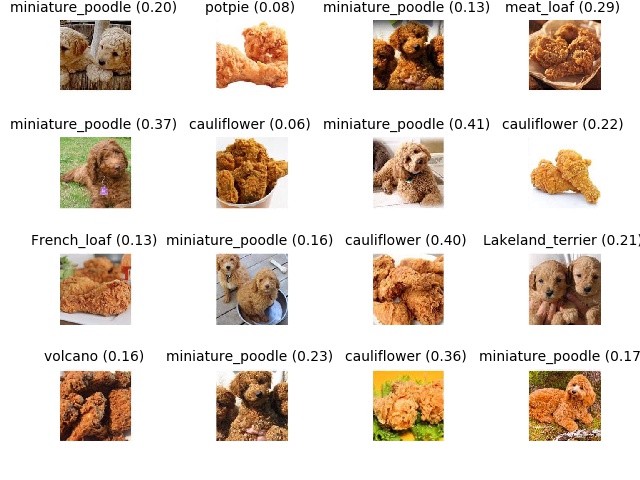 miniature_poodle (0.20) potpie (0.08) miniature_poodle (0.13) meat_loaf (0.29)
miniature_poodle (0.37) cauliflower (0.06) miniature_poodle (0.41) cauliflower (0.22)
French_loaf (0.13) miniature_poodle (0.16) cauliflower (0.40) Lakeland_terrier (0.21)
volcano (0.16) miniature_poodle (0.23) cauliflower (0.36) miniature_poodle (0.17